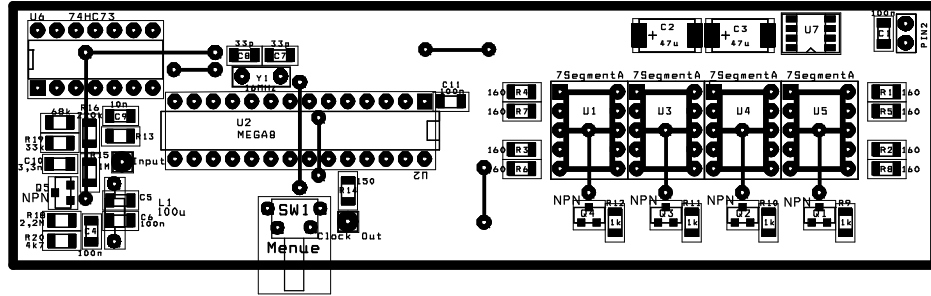 U6 74HC73
33p 33p
C8 C7
Y1
16MHz
C2 C3
47u 47u
U7
100n
C1
PIN2
C11
100n
7SegmentA 7SegmentA 7SegmentA 7SegmentA
68k R16 10n
C9
R19 R13
33k
U2
MEGA8
U2
160 R4
160 R7
U1 U3 U4 U5
R1 160
R5 160
C10 R15 Input
3,3n 1M
160 R3
160 R6
R2 160
R8 160
Q5
NPN
C5 L1
100u
C6
100n
R18
2,2M
R20
4k7
C4
100n
150
R14
SW1
Clock Out
Menue
NPN NPN NPN NPN
Q4 R12 Q3 R11 Q2 R10 Q1 R9
1k 1k 1k 1k